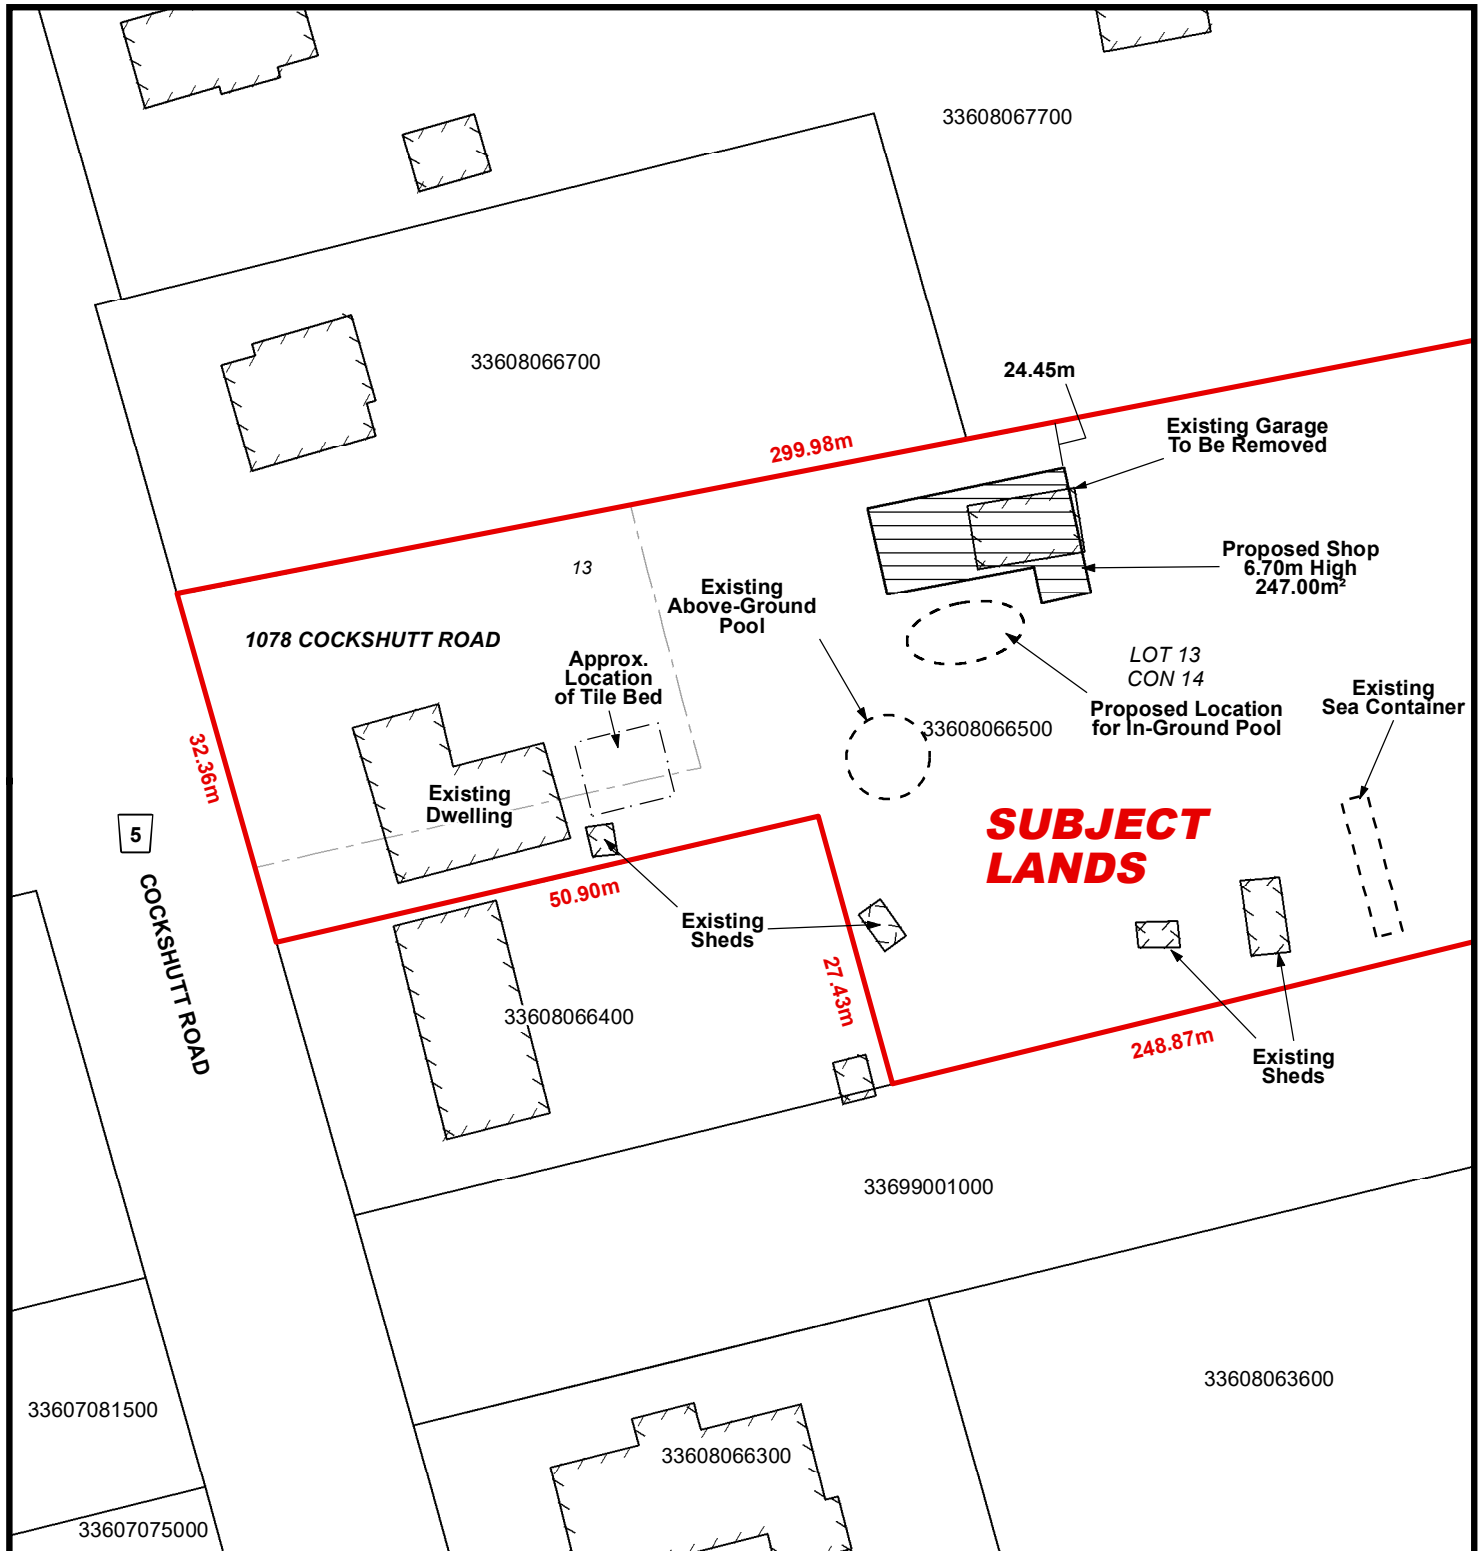 33608067700
33608066700
24.45m
Existing Garage
To Be Removed
299.98m
13
Proposed Shop
6.70m High
247.00m²
Existing
Above-Ground
Pool
1078 COCKSHUTT ROAD
Approx.
Location
of Tile Bed
LOT 13
CON 14
Existing
Sea Container
Proposed Location
for In-Ground Pool
33608066500
32.36m
Existing
Dwelling
SUBJECT
LANDS
5
COCKSHUTT ROAD
50.90m
Existing
Sheds
27.43m
33608066400
248.87m
Existing
Sheds
33699001000
33608063600
33607081500
33608066300
33607075000